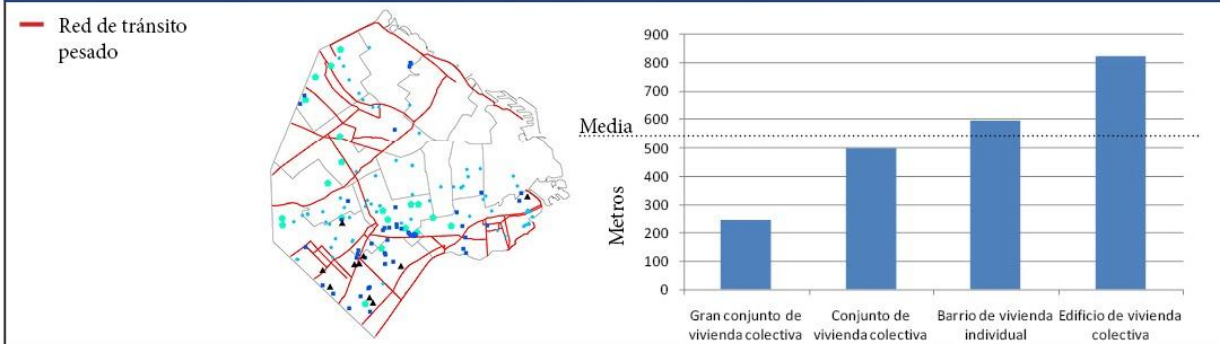 Red de tránsito
pesado
900
800
700
Media
600
500
400
300
200
100
0
Metros
Gran conjunto de
vivienda colectiva
Conjunto de
vivienda colectiva
Barrio de vivienda
individual
Edificio de vivienda
colectiva